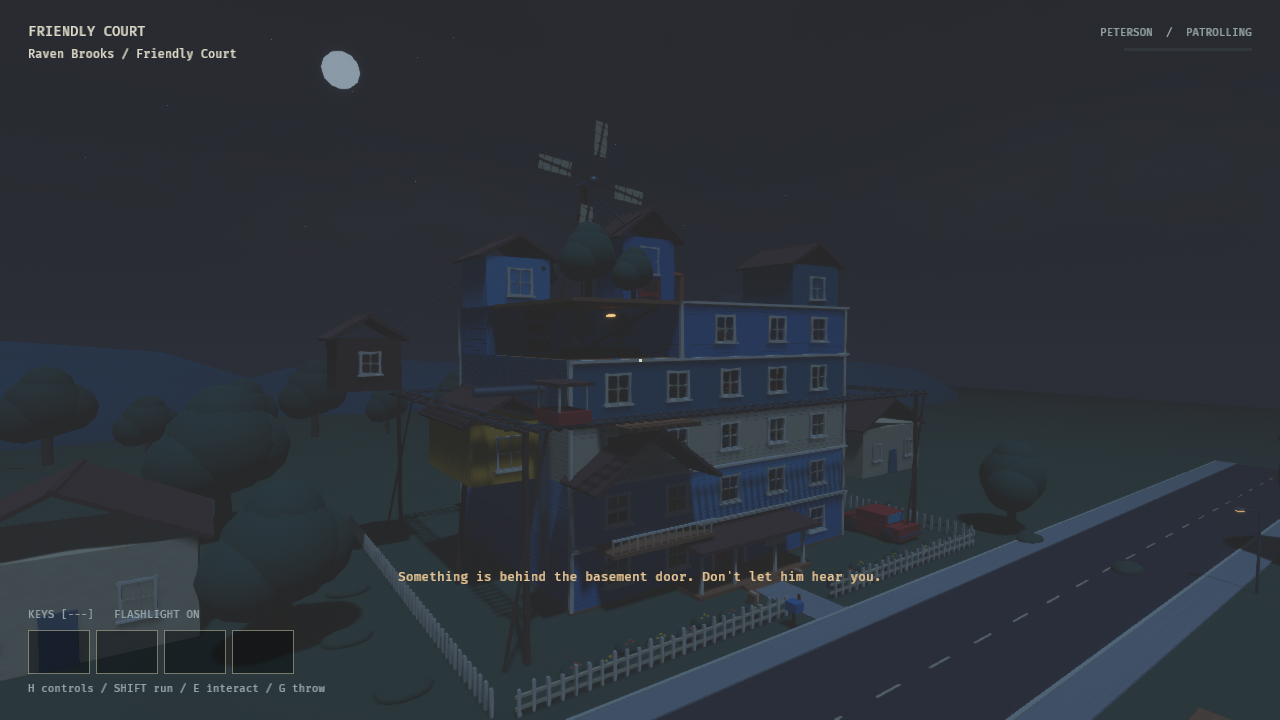 FRIENDLY COURT
Raven Brooks / Friendly Court
PETERSON / PATROLLING
Something is behind the basement door. Don't let him hear you.
KEYS [---] FLASHLIGHT ON
H controls / SHIFT run / E interact / G throw